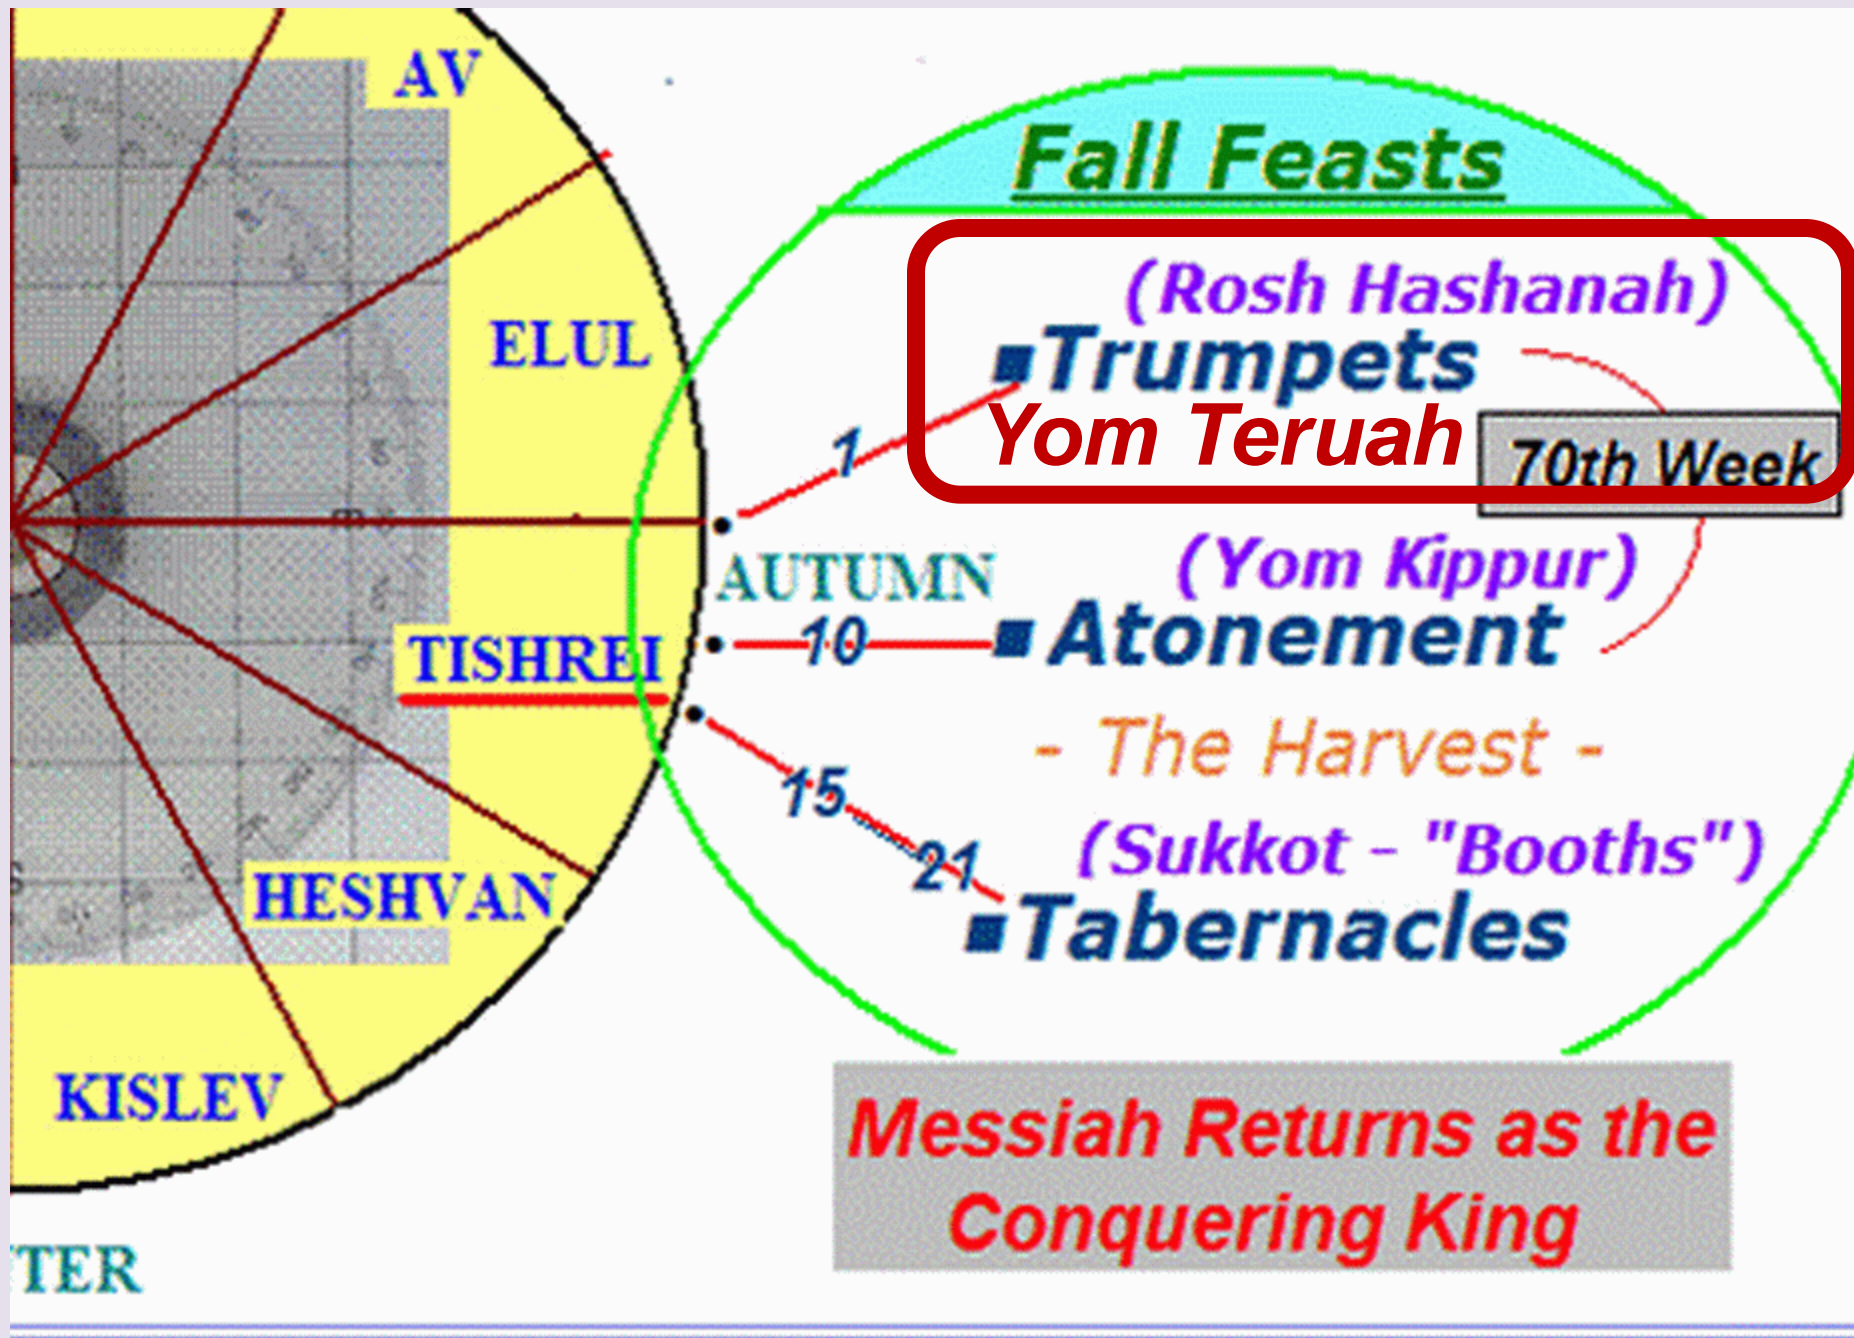 AV
ELUL
TISHREI
HESHVAN
KISLEV
TER
AUTUMN
Fall Feasts
(Rosh Hashanah)
■Trumpets
Yom Teruah
70th Week
1
(Yom Kippur)
10
■Atonement
- The Harvest -
15
21
(Sukkot - "Booths")
■Tabernacles
Messiah Returns as the
Conquering King